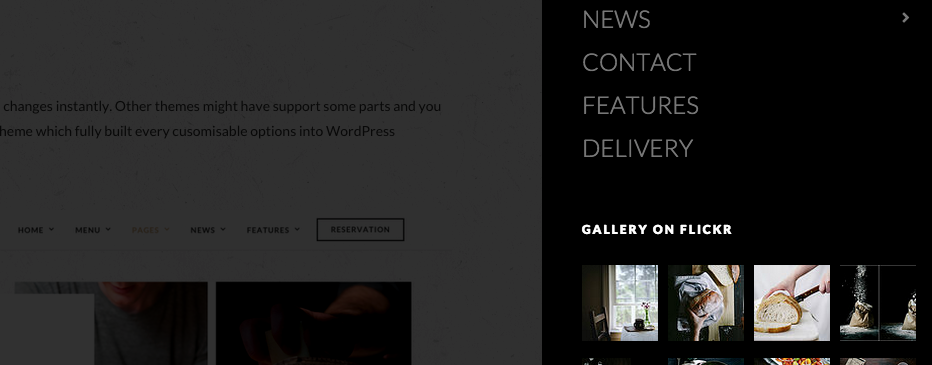 NEWS
CONTACT
FEATURES
DELIVERY
GALLERY ON FLICKR
changes instantly. Other themes might have support some parts and you
heme which fully built every cusomisable options into WordPress
HOME MENU PAGES NEWS FEATURES RESERVATION